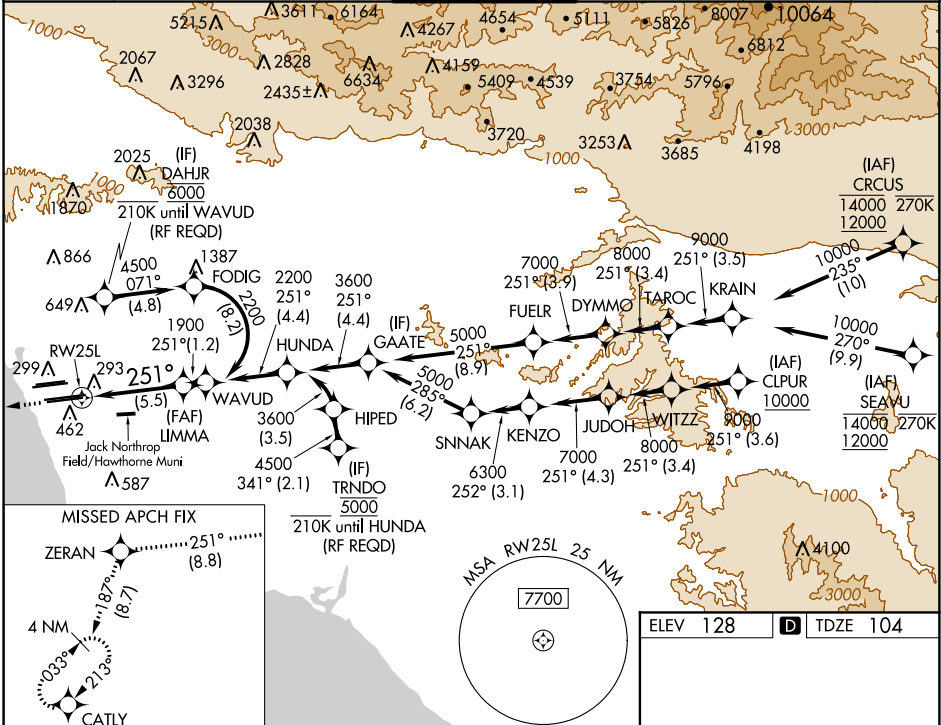 1000
5215
3611
6164
4654
5111
5826
8007
10064
4267
3000
2067
2828
4159
6812
3296
2435±
6634
5409
4539
3754
5796
7000
2038
3720
3253
3685
4198
3000
1000
2025
1000
1870
(IF)
DAHJR
6000
210K until WAVUD
(RF REQD)
866
649
4500
071°
(4.8)
1387
FODIG
2200
(8.2)
(IAF)
CRCUS
14000 270K
12000
10000
235°
(10)
9000
251° (3.5)
KRAIN
8000
251° (3.4)
TAROC
7000
251° (3.9)
DYMMO
FUELR
5000
251°
(8.9)
(IF)
GAATE
3600
251°
(4.4)
HUNDA
2200
251°
(4.4)
1900
251°(1.2)
WAVUD
(FAF)
LIMMA
251°
(5.5)
RW25L
299
293
462
Jack Northrop
Field/Hawthorne Muni
587
10000
270°
(9.9)
(IAF)
SEAVU
14000 270K
12000
(IAF)
CLPUR
10000
9000
251° (3.6)
WITZZ
8000
251° (3.4)
JUDOH
7000
251° (4.3)
KENZO
6300
252° (3.1)
SNNAK
5000
285°
(6.2)
3600
(3.5)
HIPED
4500
341° (2.1)
(IF)
TRNDO
5000
210K until HUNDA
(RF REQD)
MISSED APCH FIX
ZERAN
251°
(8.8)
187°
(8.7)
4 NM
033°
213°
CATLY
MSA RW25L 25 NM
7700
1000
4100
3000
ELEV 128 D TDZE 104